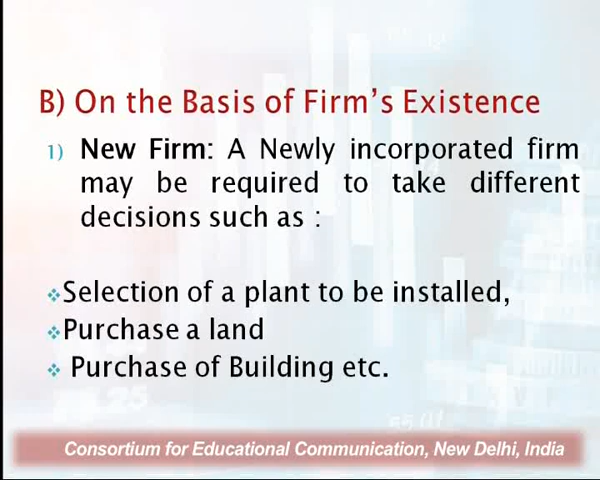 B) On the Basis of Firm's Existence
1) New Firm: A Newly incorporated firm
may be required to take different
decisions such as :
❖Selection of a plant to be installed,
❖Purchase a land
❖ Purchase of Building etc.
Consortium for Educational Communication, New Delhi, India